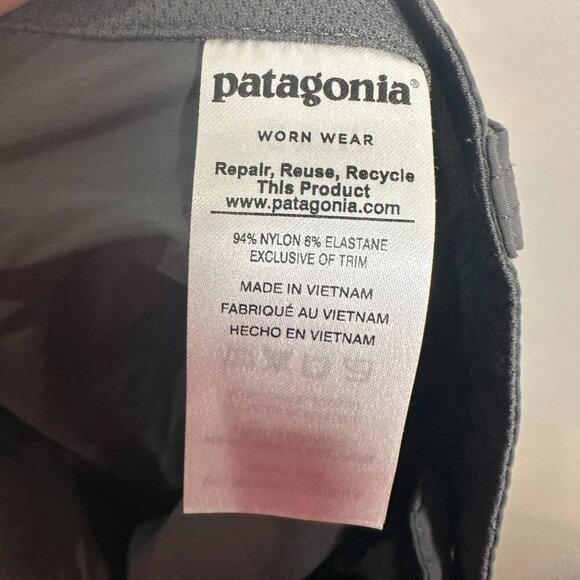 patagonia®
WORN WEAR
Repair, Reuse, Recycle
This Product
www.patagonia.com
94% NYLON 6% ELASTANE
EXCLUSIVE OF TRIM
MADE IN VIETNAM
FABRIQUÉ AU VIETNAM
HECHO EN VIETNAM